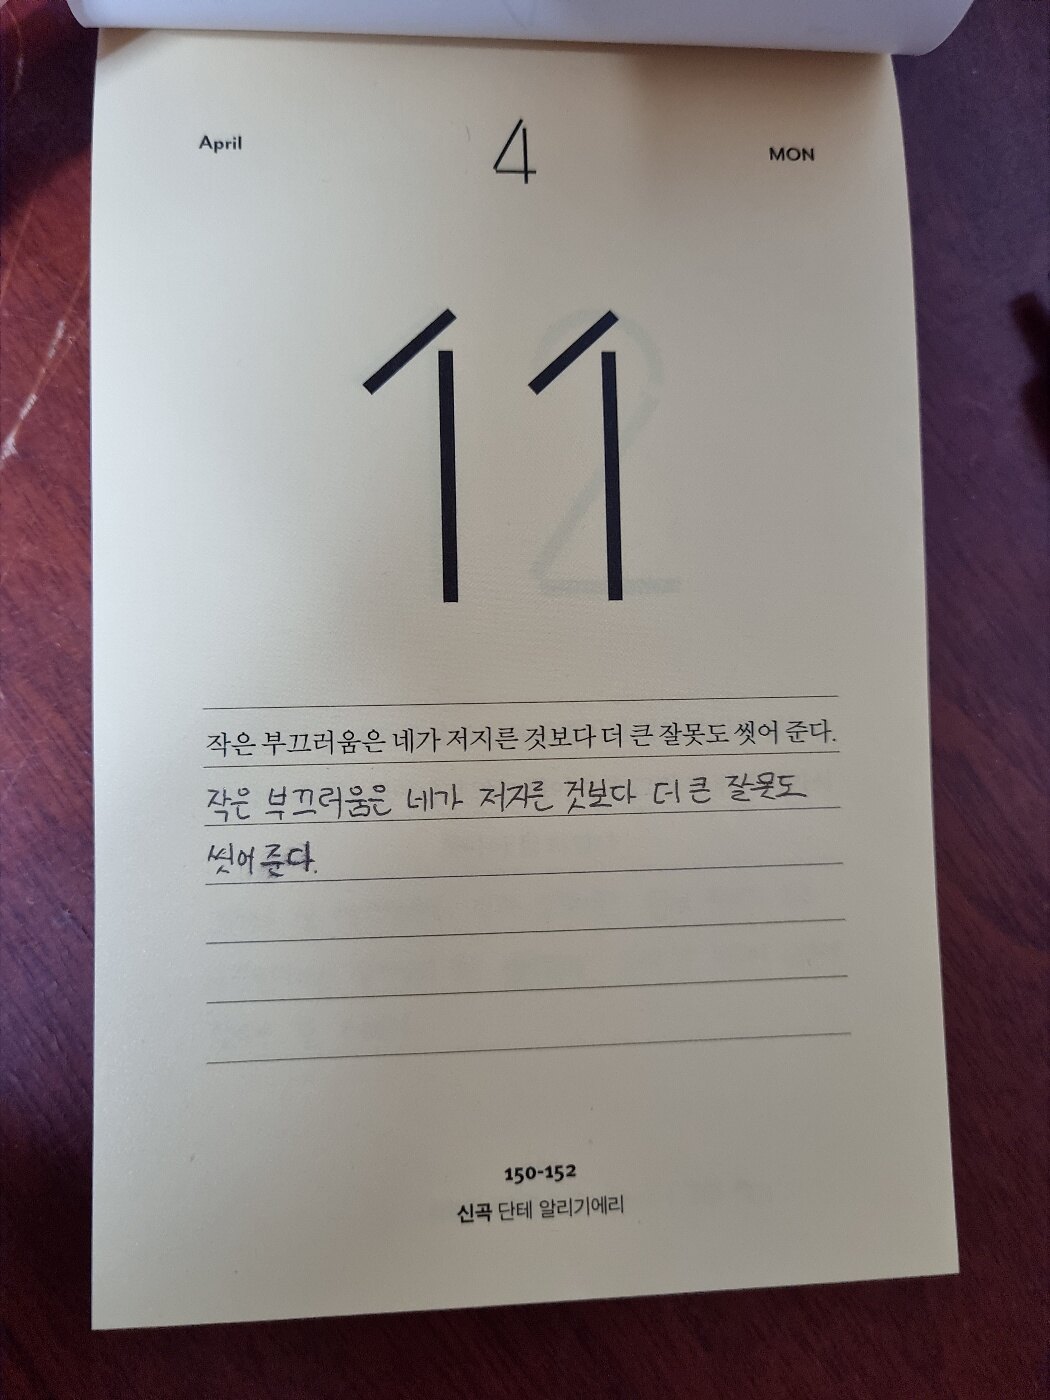 April 4 MON
11
작은 부끄러움은 네가 저지른 것보다 더 큰 잘못도 씻어 준다.
작은 부끄러움은 네가 저지른 것보다 더 큰 잘못도
씻어 준다.
150-152
신곡 단테 알리기에리